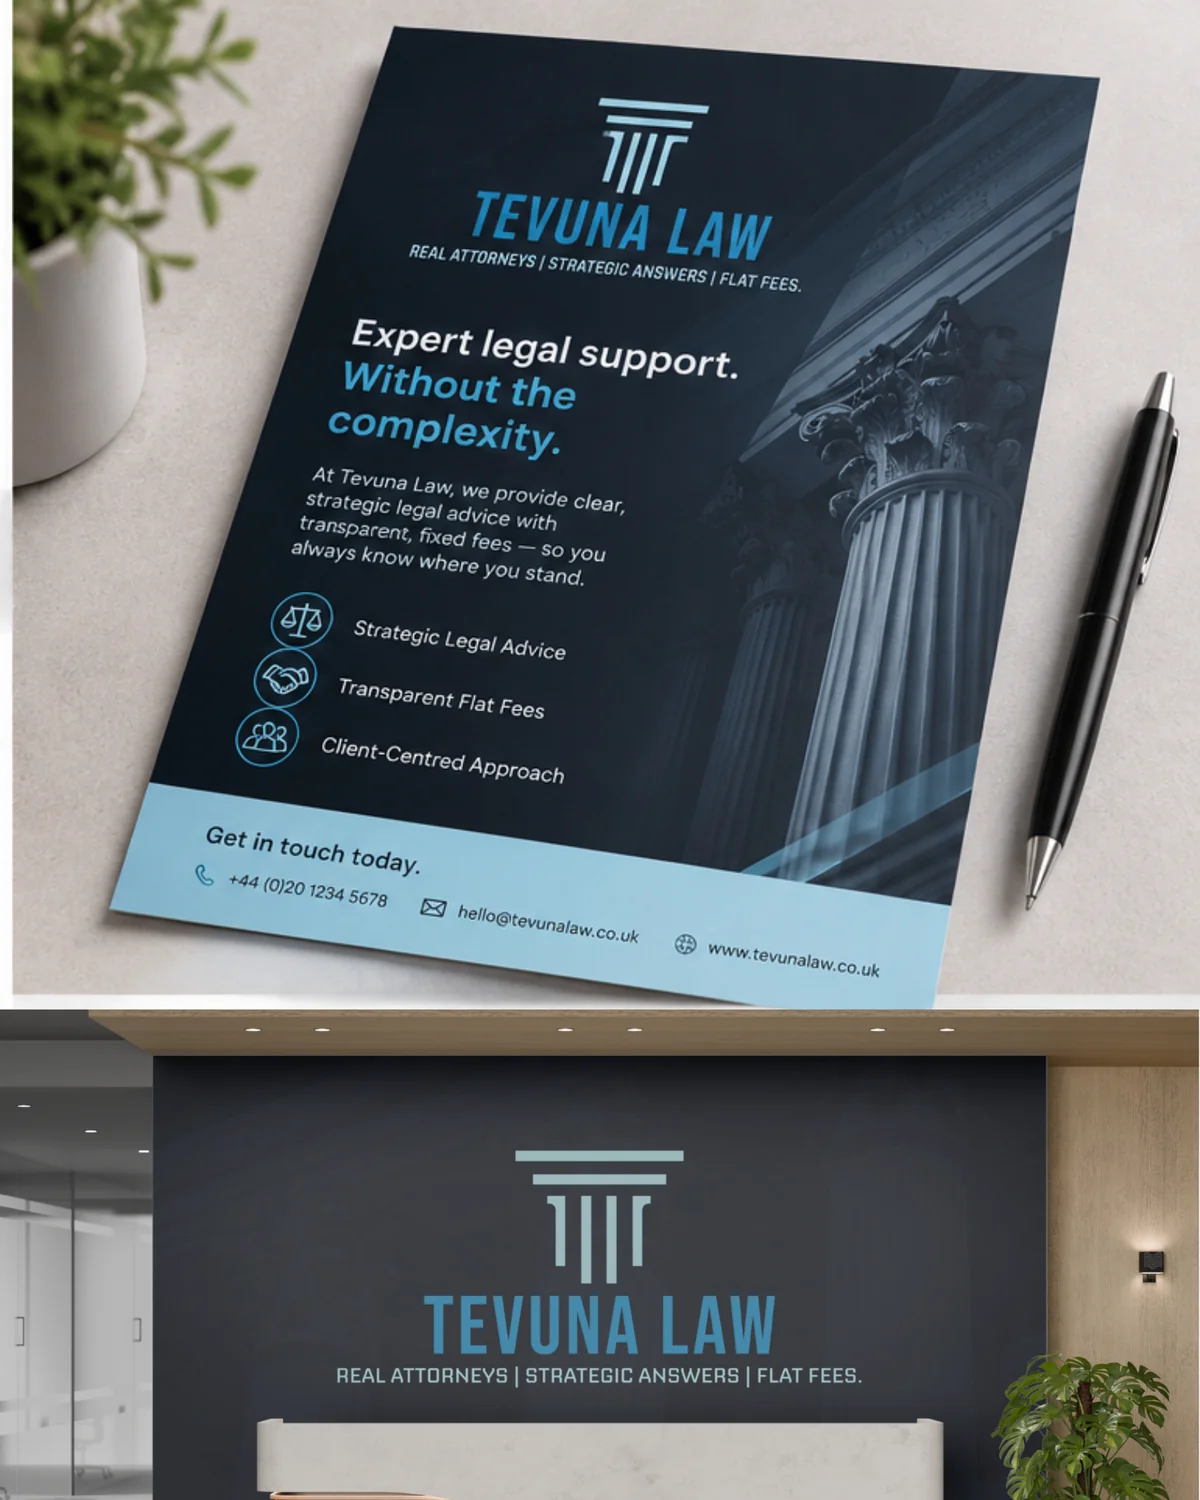 TEVUNA LAW
REAL ATTORNEYS | STRATEGIC ANSWERS | FLAT FEES.
Expert legal support.
Without the
complexity.
At Tevuna Law, we provide clear,
strategic legal advice with
transparent, fixed fees — so you
always know where you stand.
Strategic Legal Advice
Transparent Flat Fees
Client-Centred Approach
Get in touch today.
+44 (0)20 1234 5678
hello@tevunalaw.co.uk
www.tevunalaw.co.uk
TEVUNA LAW
REAL ATTORNEYS | STRATEGIC ANSWERS | FLAT FEES.